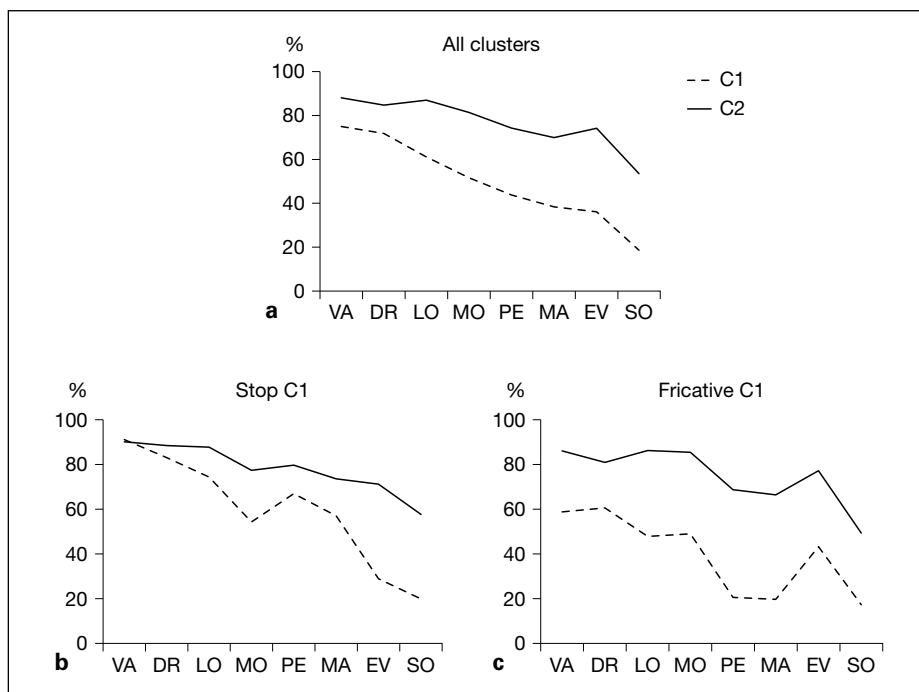 % All clusters
100
80
60
40
20
0
C1
C2
VA DR LO MO PE MA EV SO
a
% Stop C1
100
80
60
40
20
0
VA DR LO MO PE MA EV SO
b
% Fricative C1
100
80
60
40
20
0
VA DR LO MO PE MA EV SO
c